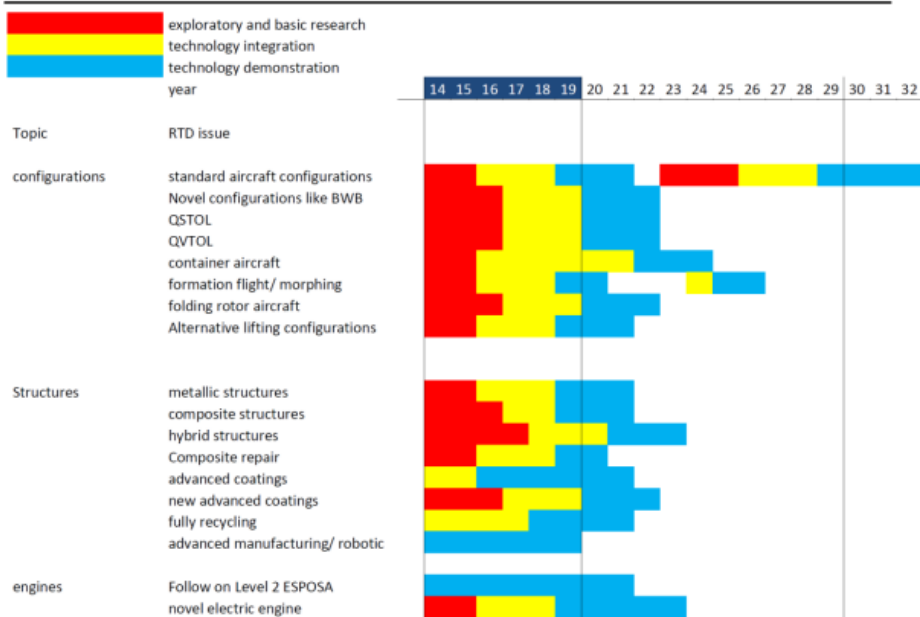 exploratory and basic research
technology integration
technology demonstration
year 14 15 16 17 18 19 20 21 22 23 24 25 26 27 28 29 30 31 32
Topic RTD issue
configurations standard aircraft configurations
Novel configurations like BWB
QSTOL
QVTOL
container aircraft
formation flight/ morphing
folding rotor aircraft
Alternative lifting configurations
Structures metallic structures
composite structures
hybrid structures
Composite repair
advanced coatings
new advanced coatings
fully recycling
advanced manufacturing/ robotic
engines Follow on Level 2 ESPOSA
novel electric engine